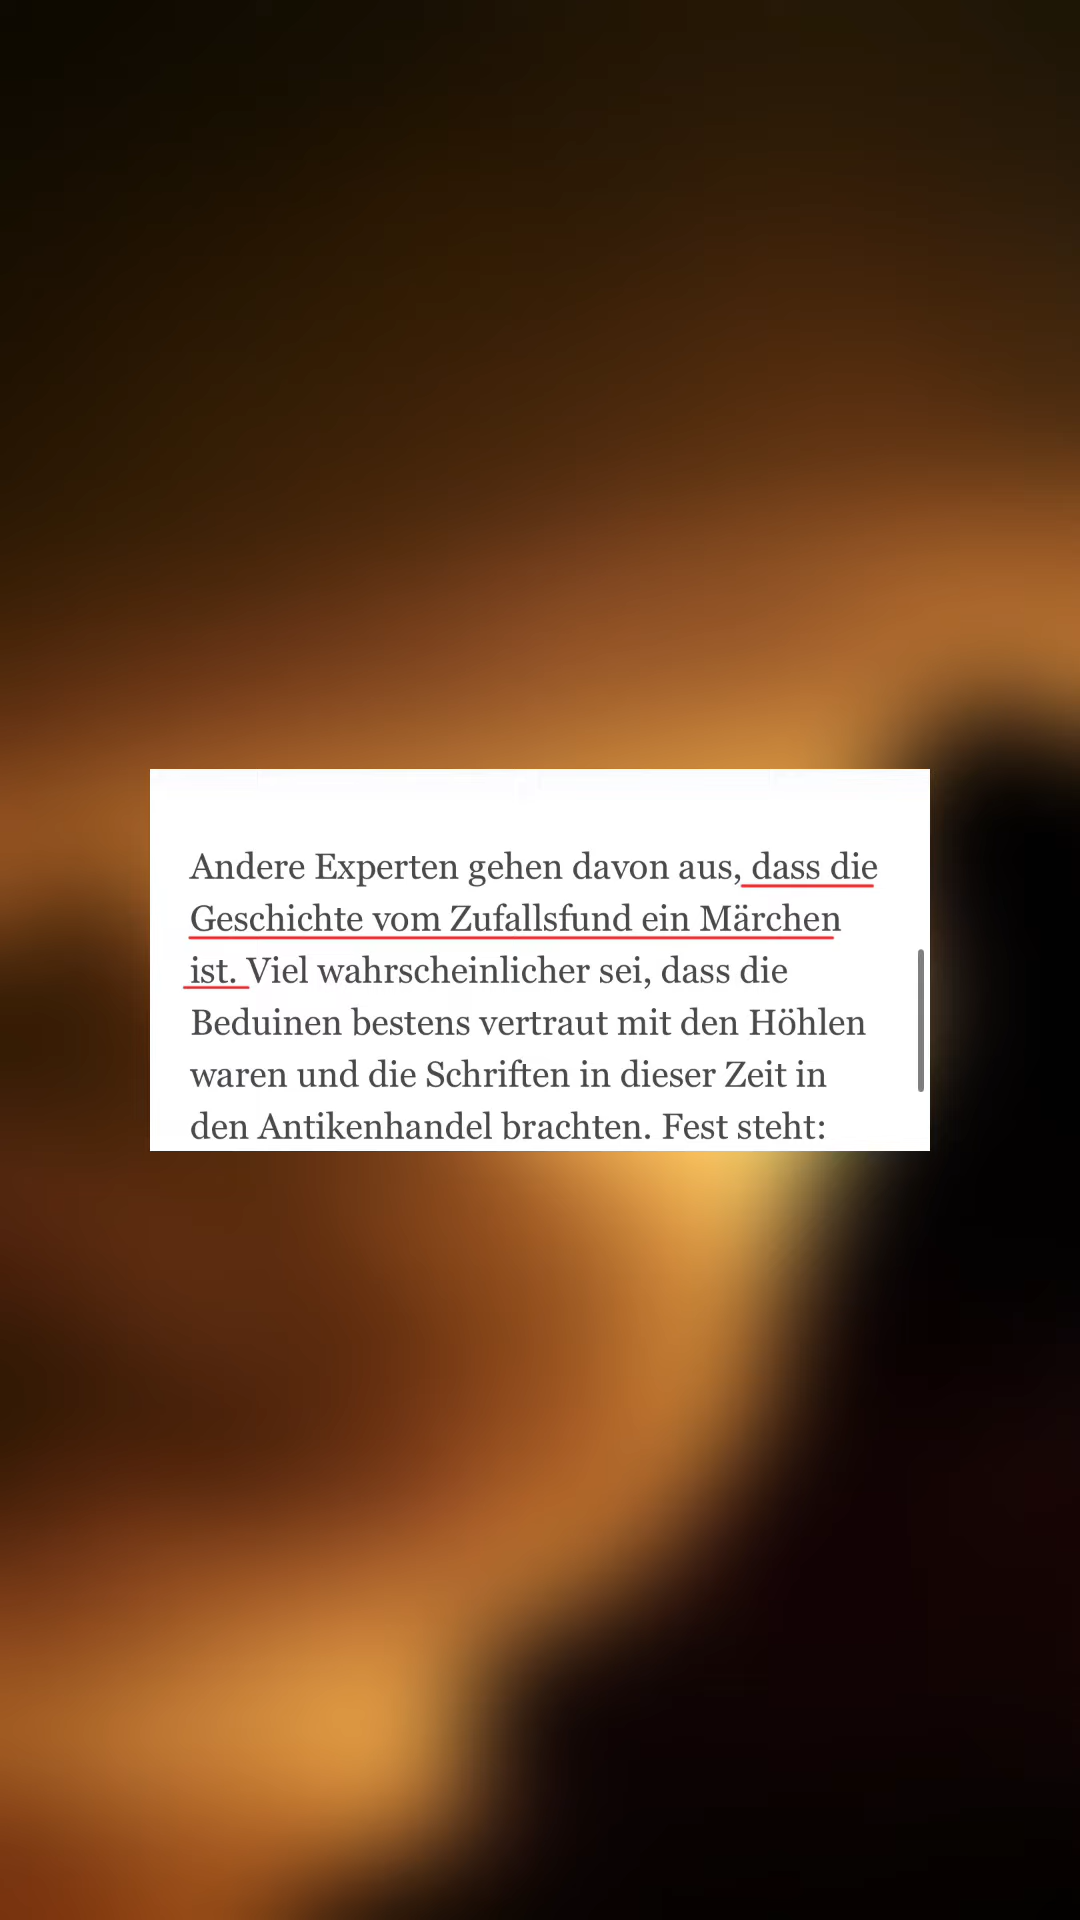 Andere Experten gehen davon aus, dass die
Geschichte vom Zufallsfund ein Märchen
ist. Viel wahrscheinlicher sei, dass die
Beduinen bestens vertraut mit den Höhlen
waren und die Schriften in dieser Zeit in
den Antikenhandel brachten. Fest steht: